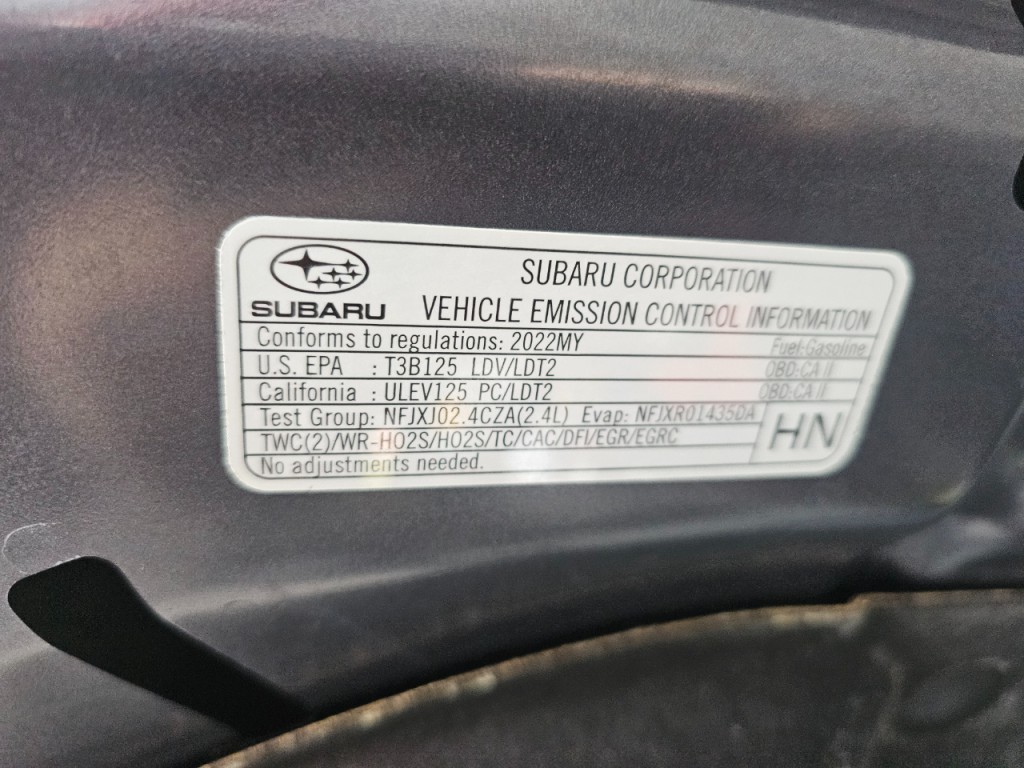 SUBARU
SUBARU CORPORATION
VEHICLE EMISSION CONTROL INFORMATION
Conforms to regulations: 2022MY Fuel-Gasoline
U.S. EPA : T3B125 LDV/LDT2 OBD:CA II
California : ULEV125 PC/LDT2 OBD:CA II
Test Group: NFJXJ02.4CZA(2.4L) Evap: NFJXR01435DA
TWC(2)/WR-HO2S/HO2S/TC/CAC/DFI/EGR/EGRC
HN
No adjustments needed.